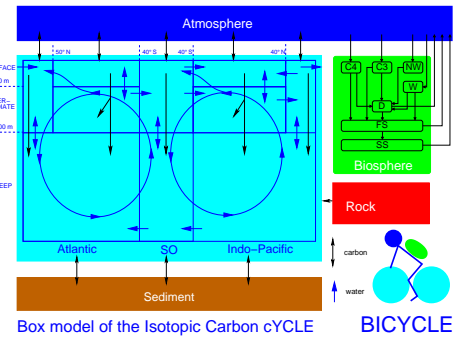 Atmosphere
50° N 40° S 40° S 40° N
C4 C3 NW
W
D
FS
SS
Biosphere
Rock
Atlantic SO Indo–Pacific
carbon
Sediment
water
Box model of the Isotopic Carbon cYCLE
BICYCLE